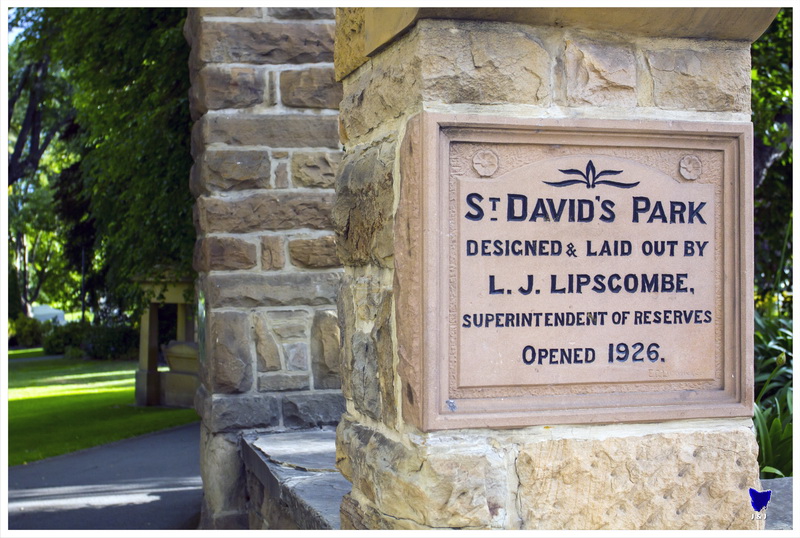 ST DAVID'S PARK
DESIGNED & LAID OUT BY
L. J. LIPSCOMBE,
SUPERINTENDENT OF RESERVES
OPENED 1926.